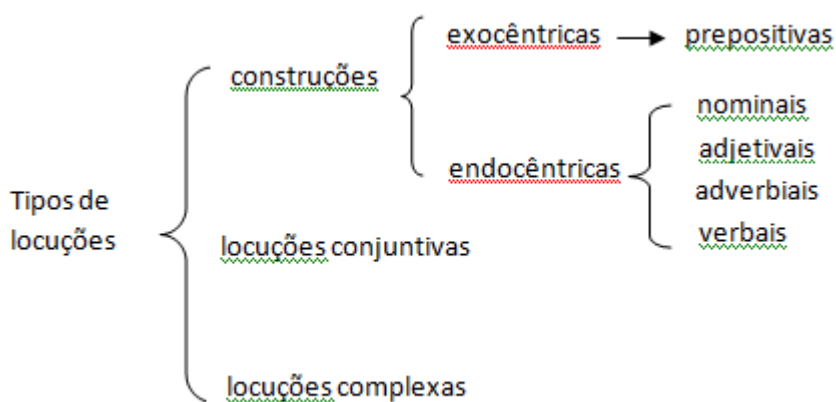 exocêntricas
prepositivas
construções
nominais
endocêntricas
adjetivais
adverbiais
verbais
Tipos de
locuções
locuções conjuntivas
locuções complexas